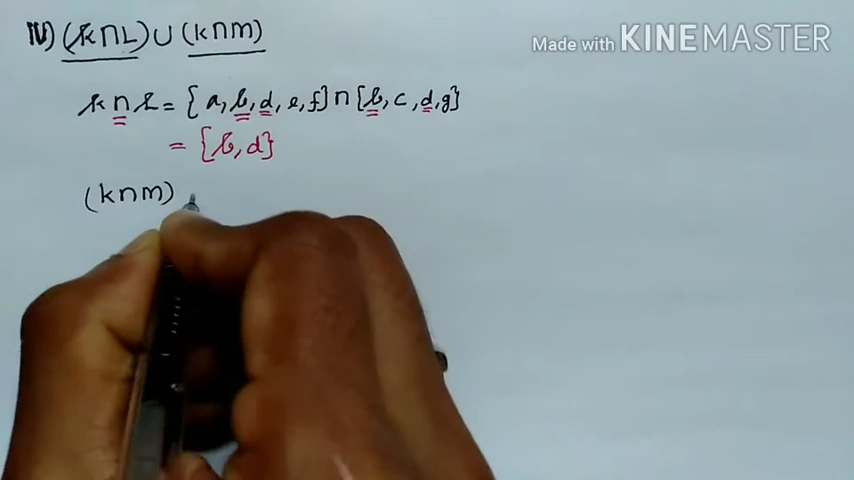 IV) (K∩L)∪(K∩M)
Made with KINEMASTER
K∩L = {a, b, d, e, f}∩{b, c, d, g}
= {b, d}
(K∩M)